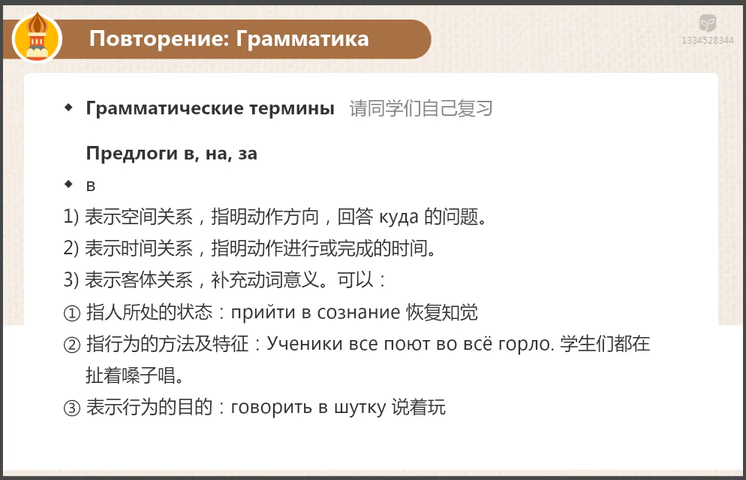 Повторение: Грамматика
1334528344
Грамматические термины 请同学们自己复习
Предлоги в, на, за
в
1) 表示空间关系，指明动作方向，回答 куда 的问题。
2) 表示时间关系，指明动作进行或完成的时间。
3) 表示客体关系，补充动词意义。可以：
① 指人所处的状态：прийти в сознание 恢复知觉
② 指行为的方法及特征：Ученики все поют во всё горло. 学生们都在
扯着嗓子唱。
③ 表示行为的目的：говорить в шутку 说着玩